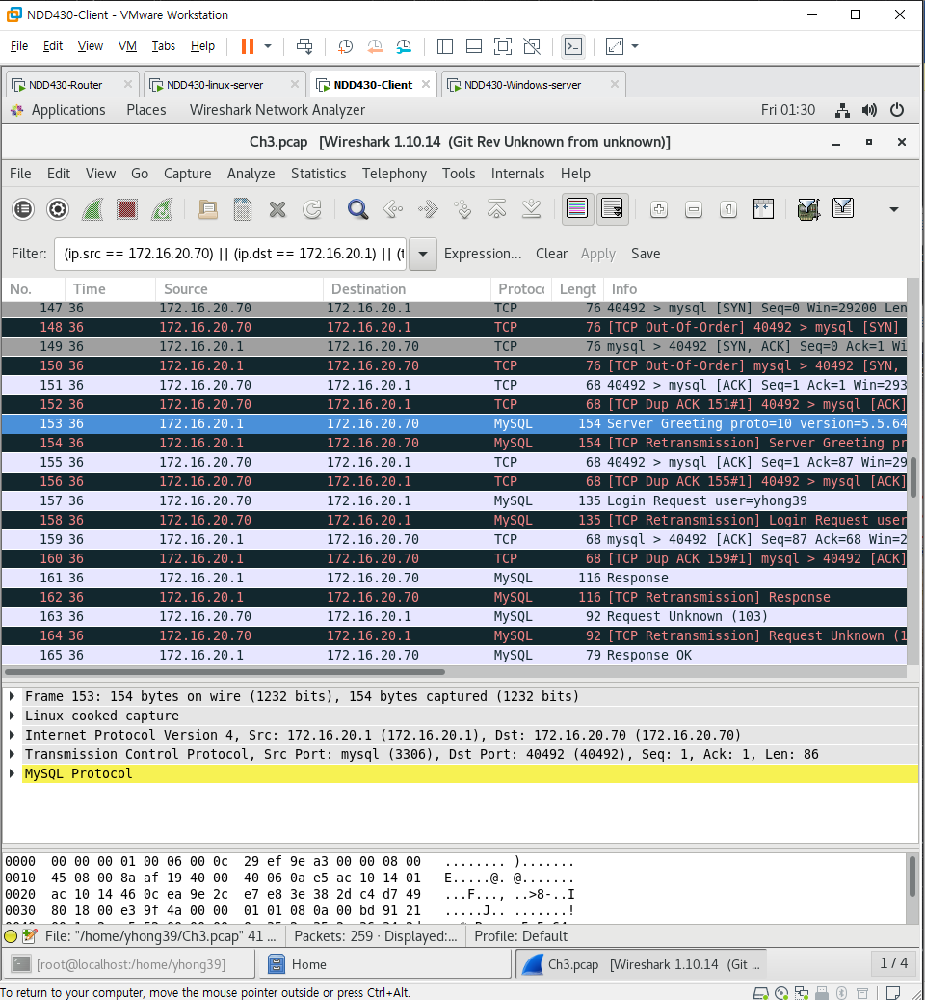 NDD430-Client - VMware Workstation
File Edit View VM Tabs Help
NDD430-Router NDD430-linux-server NDD430-Client NDD430-Windows-server
Applications Places Wireshark Network Analyzer Fri 01:30
Ch3.pcap [Wireshark 1.10.14 (Git Rev Unknown from unknown)]
File Edit View Go Capture Analyze Statistics Telephony Tools Internals Help
Filter: (ip.src == 172.16.20.70) || (ip.dst == 172.16.20.1) || (t Expression... Clear Apply Save
No. Time Source Destination Protoc Lengt Info
147 36 172.16.20.70 172.16.20.1 TCP 76 40492 > mysql [SYN] Seq=0 Win=29200 Len
148 36 172.16.20.70 172.16.20.1 TCP 76 [TCP Out-Of-Order] 40492 > mysql [SYN]
149 36 172.16.20.1 172.16.20.70 TCP 76 mysql > 40492 [SYN, ACK] Seq=0 Ack=1 Wi
150 36 172.16.20.1 172.16.20.70 TCP 76 [TCP Out-Of-Order] mysql > 40492 [SYN,
151 36 172.16.20.70 172.16.20.1 TCP 68 40492 > mysql [ACK] Seq=1 Ack=1 Win=293
152 36 172.16.20.70 172.16.20.1 TCP 68 [TCP Dup ACK 151#1] 40492 > mysql [ACK]
153 36 172.16.20.1 172.16.20.70 MySQL 154 Server Greeting proto=10 version=5.5.64
154 36 172.16.20.1 172.16.20.70 MySQL 154 [TCP Retransmission] Server Greeting pr
155 36 172.16.20.70 172.16.20.1 TCP 68 40492 > mysql [ACK] Seq=1 Ack=87 Win=29
156 36 172.16.20.70 172.16.20.1 TCP 68 [TCP Dup ACK 155#1] 40492 > mysql [ACK]
157 36 172.16.20.70 172.16.20.1 MySQL 135 Login Request user=yhong39
158 36 172.16.20.70 172.16.20.1 MySQL 135 [TCP Retransmission] Login Request user
159 36 172.16.20.1 172.16.20.70 TCP 68 mysql > 40492 [ACK] Seq=87 Ack=68 Win=2
160 36 172.16.20.1 172.16.20.70 TCP 68 [TCP Dup ACK 159#1] mysql > 40492 [ACK]
161 36 172.16.20.1 172.16.20.70 MySQL 116 Response
162 36 172.16.20.1 172.16.20.70 MySQL 116 [TCP Retransmission] Response
163 36 172.16.20.70 172.16.20.1 MySQL 92 Request Unknown (103)
164 36 172.16.20.70 172.16.20.1 MySQL 92 [TCP Retransmission] Request Unknown (1
165 36 172.16.20.1 172.16.20.70 MySQL 79 Response OK
Frame 153: 154 bytes on wire (1232 bits), 154 bytes captured (1232 bits)
Linux cooked capture
Internet Protocol Version 4, Src: 172.16.20.1 (172.16.20.1), Dst: 172.16.20.70 (172.16.20.70)
Transmission Control Protocol, Src Port: mysql (3306), Dst Port: 40492 (40492), Seq: 1, Ack: 1, Len: 86
MySQL Protocol
0000 00 00 00 01 00 06 00 0c 29 ef 9e a3 00 00 08 00 ........ ).......
0010 45 08 00 8a af 19 40 00 40 06 0a e5 ac 10 14 01 E.....@. @.......
0020 ac 10 14 46 0c ea 9e 2c e7 e8 3e 38 2d c4 d7 49 ...F..., ..>8-..I
0030 80 18 00 e3 9f 4a 00 00 01 01 08 0a 00 bd 91 21 .....J.. .......!
File: "/home/yhong39/Ch3.pcap" 41 ... Packets: 259 · Displayed:... Profile: Default
[root@localhost:/home/yhong39] Home Ch3.pcap [Wireshark 1.10.14 (Git ... 1 / 4
To return to your computer, move the mouse pointer outside or press Ctrl+Alt.